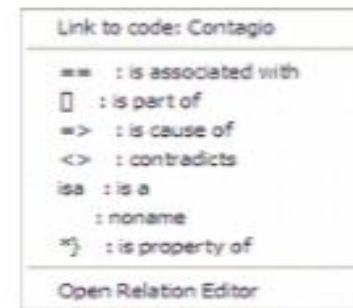 Link to code: Contagio
== : is associated with
[] : is part of
=> : is cause of
<> : contradicts
isa : is a
: noname
*} : is property of
Open Relation Editor